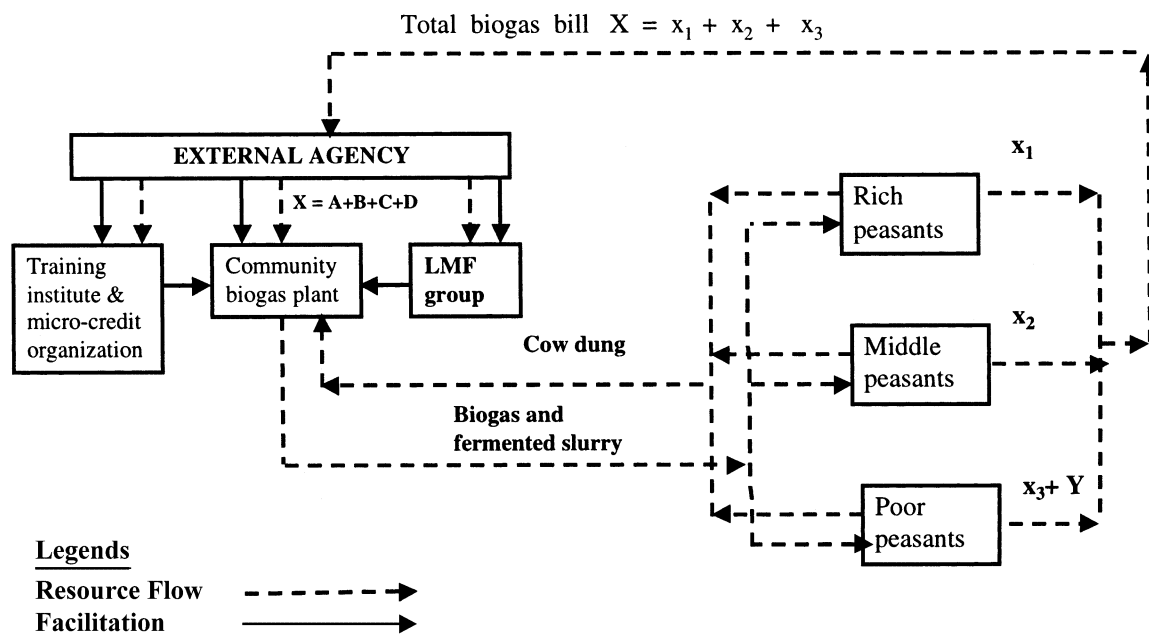 Total biogas bill X = x₁ + x₂ + x₃
EXTERNAL AGENCY
X = A+B+C+D
Training
institute &
micro-credit
organization
Community
biogas plant
LMF
group
x₁
Rich
peasants
x₂
Middle
peasants
Cow dung
Biogas and
fermented slurry
x₃+ Y
Poor
peasants
Legends
Resource Flow
Facilitation